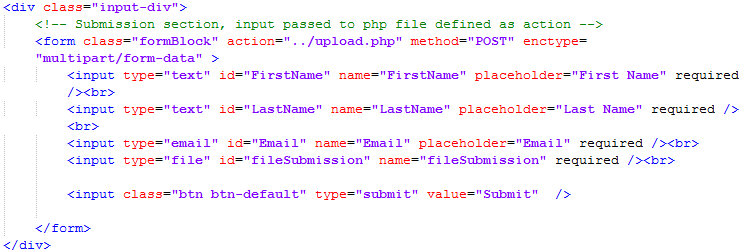 <div class="input-div">
<!-- Submission section, input passed to php file defined as action -->
<form class="formBlock" action="../upload.php" method="POST" enctype=
"multipart/form-data" >
<input type="text" id="FirstName" name="FirstName" placeholder="First Name" required
/><br>
<input type="text" id="LastName" name="LastName" placeholder="Last Name" required />
<br>
<input type="email" id="Email" name="Email" placeholder="Email" required /><br>
<input type="file" id="fileSubmission" name="fileSubmission" required /><br>
<input class="btn btn-default" type="submit" value="Submit"  />
</form>
</div>